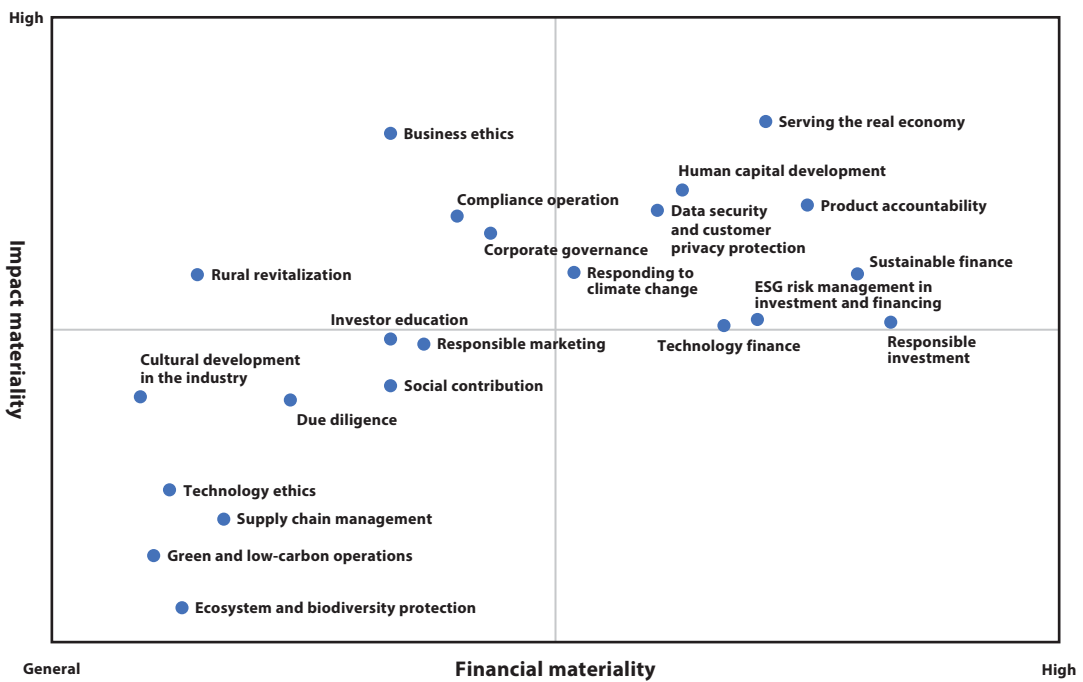 High
Serving the real economy
Business ethics
Human capital development
Compliance operation
Product accountability
Data security
and customer
privacy protection
Corporate governance
Sustainable finance
Rural revitalization
Responding to
climate change
ESG risk management in
investment and financing
Investor education
Responsible marketing
Technology finance
Responsible
investment
Cultural development
in the industry
Social contribution
Due diligence
Technology ethics
Supply chain management
Green and low-carbon operations
Ecosystem and biodiversity protection
Impact materiality
General
Financial materiality
High